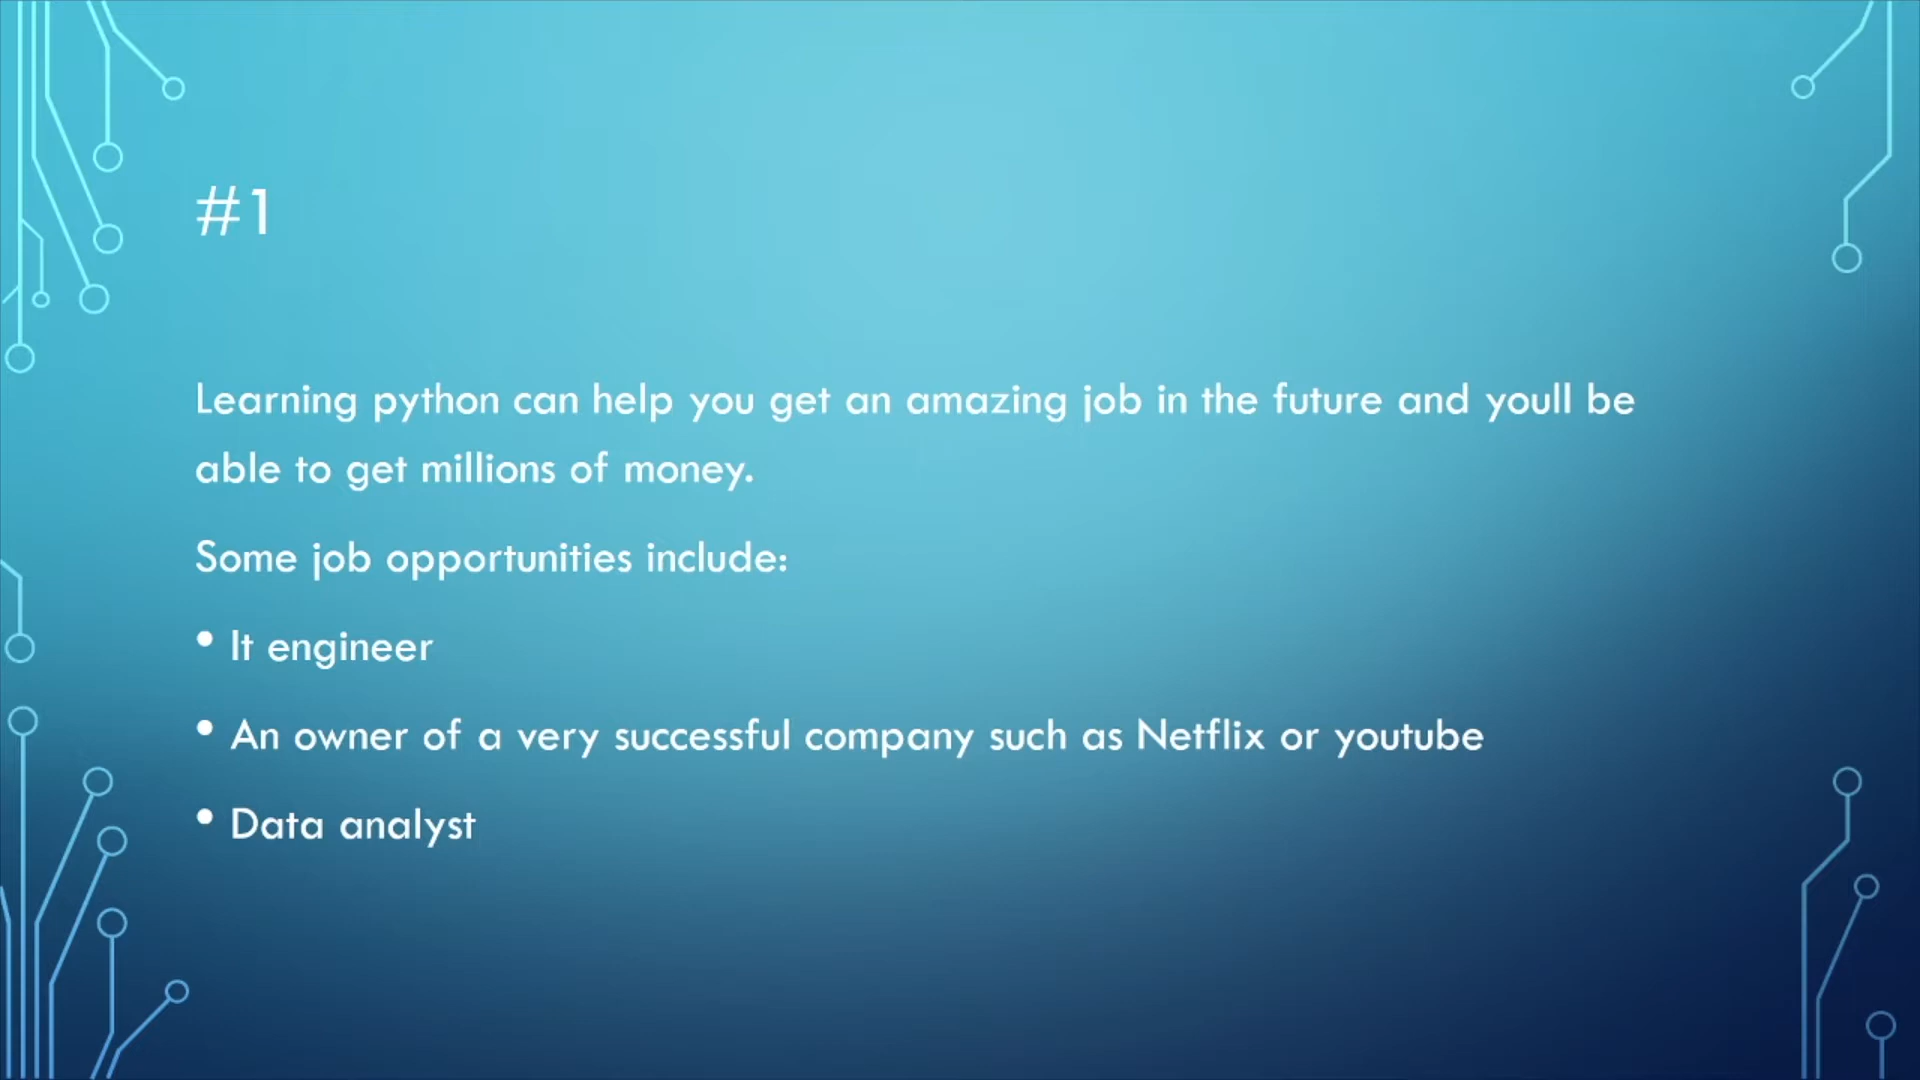 #1
Learning python can help you get an amazing job in the future and youll be
able to get millions of money.
Some job opportunities include:
• It engineer
• An owner of a very successful company such as Netflix or youtube
• Data analyst